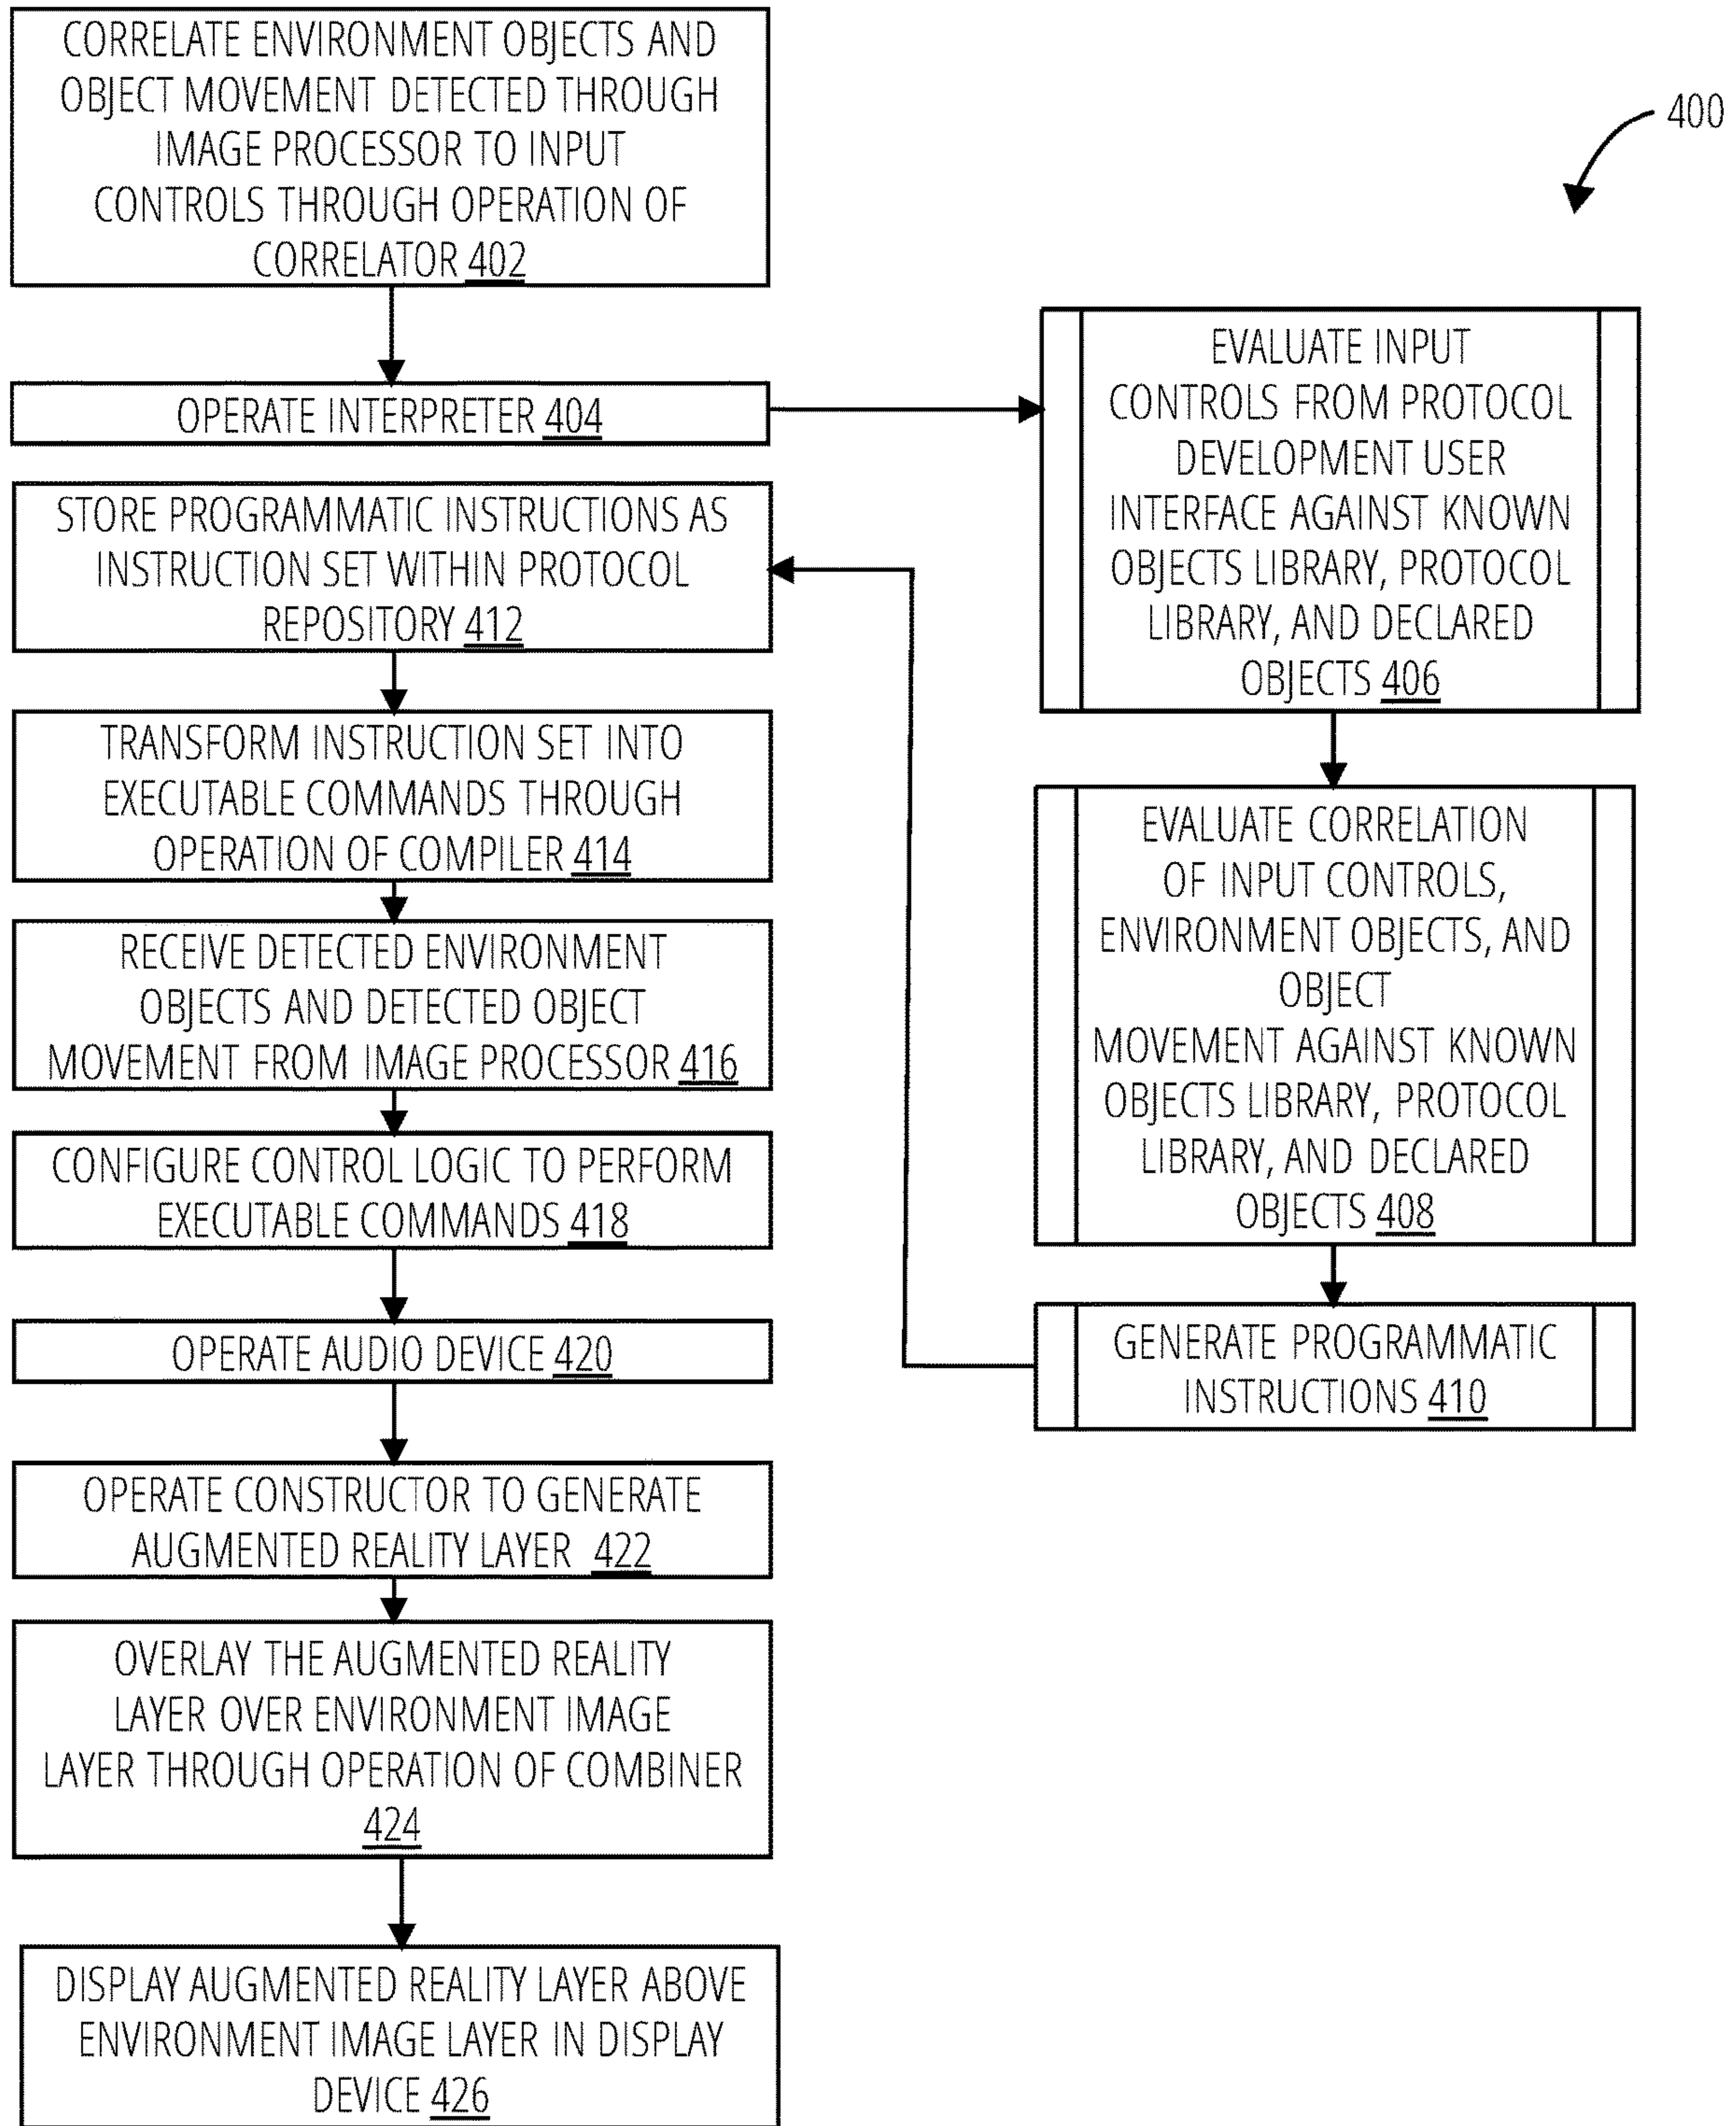 CORRELATE ENVIRONMENT OBJECTS AND
OBJECT MOVEMENT DETECTED THROUGH
IMAGE PROCESSOR TO INPUT
CONTROLS THROUGH OPERATION OF
CORRELATOR 402
400
OPERATE INTERPRETER 404
EVALUATE INPUT
CONTROLS FROM PROTOCOL
DEVELOPMENT USER
INTERFACE AGAINST KNOWN
OBJECTS LIBRARY, PROTOCOL
LIBRARY, AND DECLARED
OBJECTS 406
EVALUATE CORRELATION
OF INPUT CONTROLS,
ENVIRONMENT OBJECTS, AND
OBJECT
MOVEMENT AGAINST KNOWN
OBJECTS LIBRARY, PROTOCOL
LIBRARY, AND DECLARED
OBJECTS 408
GENERATE PROGRAMMATIC
INSTRUCTIONS 410
STORE PROGRAMMATIC INSTRUCTIONS AS
INSTRUCTION SET WITHIN PROTOCOL
REPOSITORY 412
TRANSFORM INSTRUCTION SET INTO
EXECUTABLE COMMANDS THROUGH
OPERATION OF COMPILER 414
RECEIVE DETECTED ENVIRONMENT
OBJECTS AND DETECTED OBJECT
MOVEMENT FROM IMAGE PROCESSOR 416
CONFIGURE CONTROL LOGIC TO PERFORM
EXECUTABLE COMMANDS 418
OPERATE AUDIO DEVICE 420
OPERATE CONSTRUCTOR TO GENERATE
AUGMENTED REALITY LAYER 422
OVERLAY THE AUGMENTED REALITY
LAYER OVER ENVIRONMENT IMAGE
LAYER THROUGH OPERATION OF COMBINER
424
DISPLAY AUGMENTED REALITY LAYER ABOVE
ENVIRONMENT IMAGE LAYER IN DISPLAY
DEVICE 426